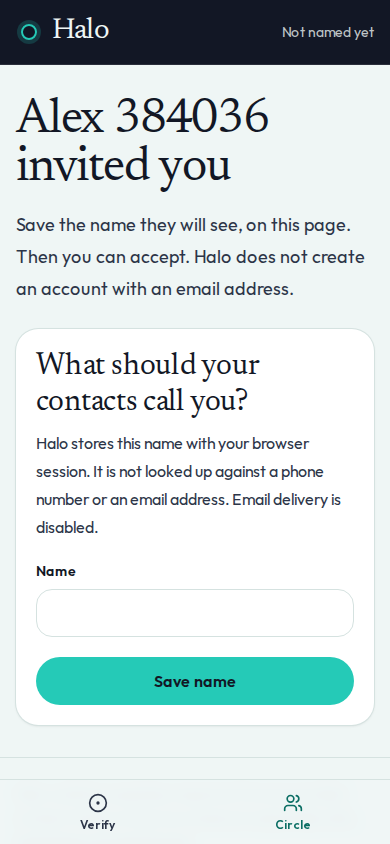 Halo
Not named yet
Alex 384036
invited you
Save the name they will see, on this page.
Then you can accept. Halo does not create
an account with an email address.
What should your
contacts call you?
Halo stores this name with your browser
session. It is not looked up against a phone
number or an email address. Email delivery is
disabled.
Name
Save name
Verify
Circle